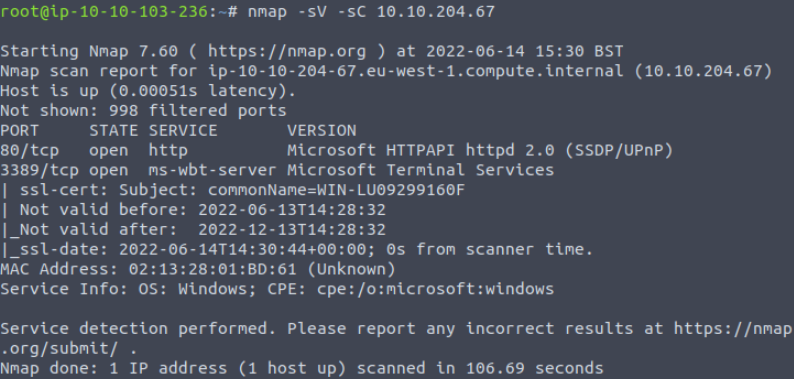 root@ip-10-10-103-236:~# nmap -sV -sC 10.10.204.67
Starting Nmap 7.60 ( https://nmap.org ) at 2022-06-14 15:30 BST
Nmap scan report for ip-10-10-204-67.eu-west-1.compute.internal (10.10.204.67)
Host is up (0.00051s latency).
Not shown: 998 filtered ports
PORT     STATE SERVICE       VERSION
80/tcp   open  http          Microsoft HTTPAPI httpd 2.0 (SSDP/UPnP)
3389/tcp open  ms-wbt-server Microsoft Terminal Services
| ssl-cert: Subject: commonName=WIN-LU09299160F
| Not valid before: 2022-06-13T14:28:32
|_Not valid after:  2022-12-13T14:28:32
|_ssl-date: 2022-06-14T14:30:44+00:00; 0s from scanner time.
MAC Address: 02:13:28:01:BD:61 (Unknown)
Service Info: OS: Windows; CPE: cpe:/o:microsoft:windows
Service detection performed. Please report any incorrect results at https://nmap
.org/submit/ .
Nmap done: 1 IP address (1 host up) scanned in 106.69 seconds